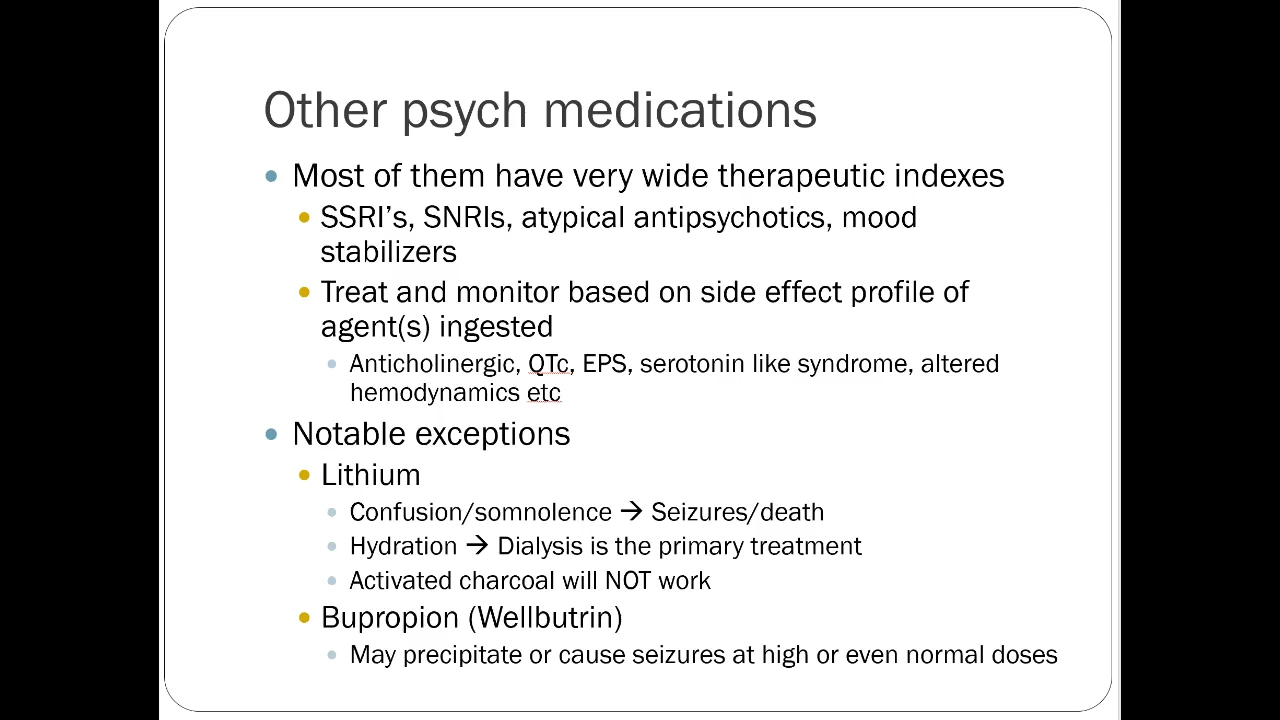 Other psych medications
• Most of them have very wide therapeutic indexes
• SSRI’s, SNRIs, atypical antipsychotics, mood
stabilizers
• Treat and monitor based on side effect profile of
agent(s) ingested
• Anticholinergic, QTc, EPS, serotonin like syndrome, altered
hemodynamics etc
• Notable exceptions
• Lithium
• Confusion/somnolence → Seizures/death
• Hydration → Dialysis is the primary treatment
• Activated charcoal will NOT work
• Bupropion (Wellbutrin)
• May precipitate or cause seizures at high or even normal doses